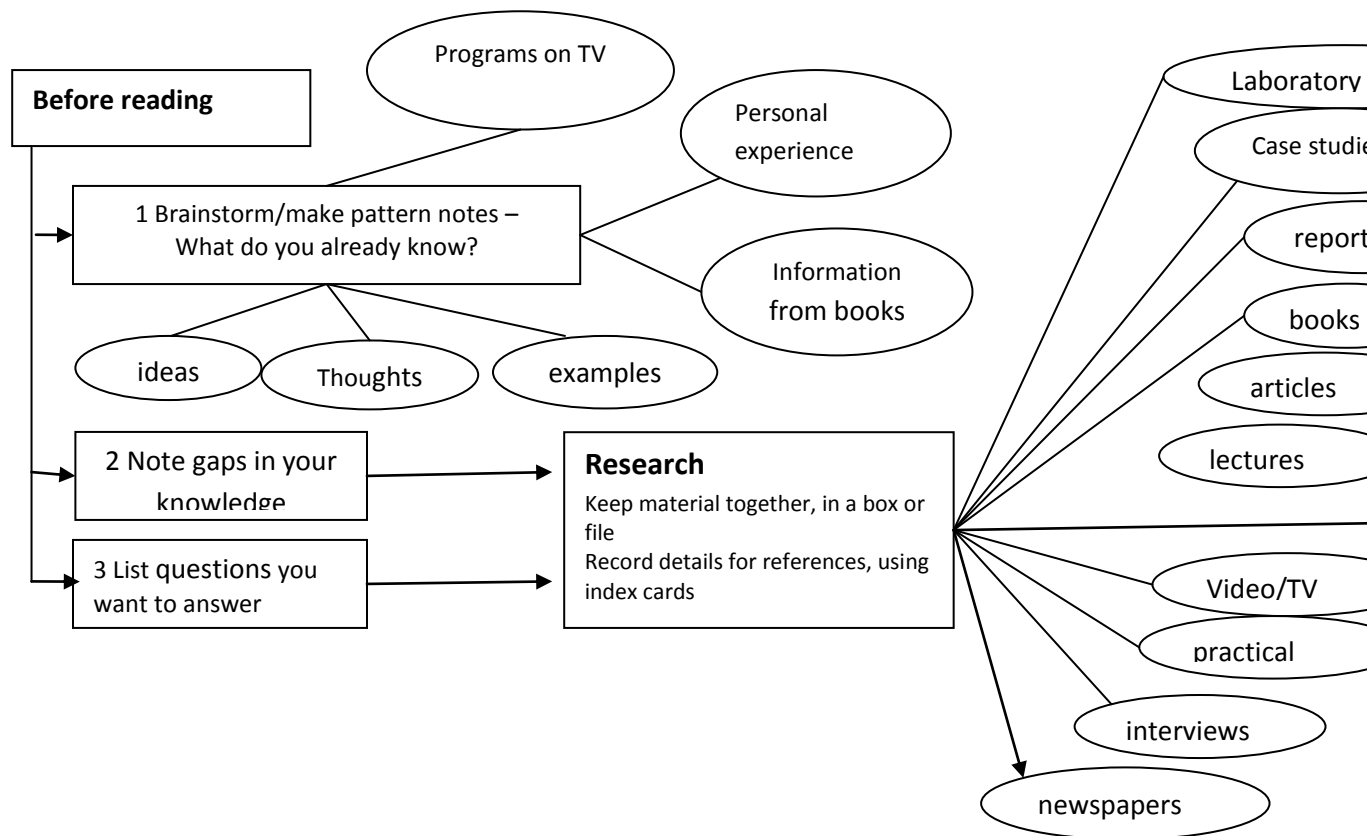 Programs on TV
Before reading
Personal
experience
1 Brainstorm/make pattern notes –
What do you already know?
Information
from books
ideas
Thoughts
examples
2 Note gaps in your
knowledge
3 List questions you
want to answer
Research
Keep material together, in a box or
file
Record details for references, using
index cards
Laboratory
Case studie
report
books
articles
lectures
Video/TV
practical
interviews
newspapers